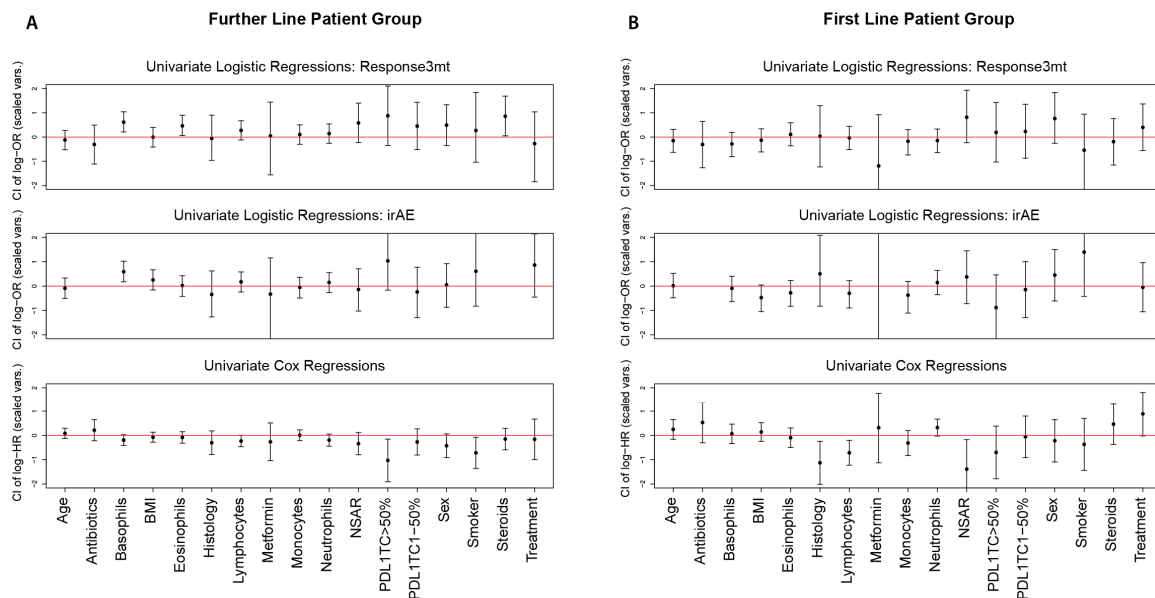 A
Further Line Patient Group
Univariate Logistic Regressions: Response3mt
CI of log−OR (scaled vars.)
2
1
0
−1
−2
Univariate Logistic Regressions: irAE
CI of log−OR (scaled vars.)
2
1
0
−1
−2
Univariate Cox Regressions
CI of log−HR (scaled vars.)
2
1
0
−1
−2
Age
Antibiotics
Basophils
BMI
Eosinophils
Histology
Lymphocytes
Metformin
Monocytes
Neutrophils
NSAR
PDL1TC>50%
PDL1TC1−50%
Sex
Smoker
Steroids
Treatment
B
First Line Patient Group
Univariate Logistic Regressions: Response3mt
CI of log−OR (scaled vars.)
2
1
0
−1
−2
Univariate Logistic Regressions: irAE
CI of log−OR (scaled vars.)
2
1
0
−1
−2
Univariate Cox Regressions
CI of log−HR (scaled vars.)
2
1
0
−1
−2
Age
Antibiotics
Basophils
BMI
Eosinophils
Histology
Lymphocytes
Metformin
Monocytes
Neutrophils
NSAR
PDL1TC>50%
PDL1TC1−50%
Sex
Smoker
Steroids
Treatment